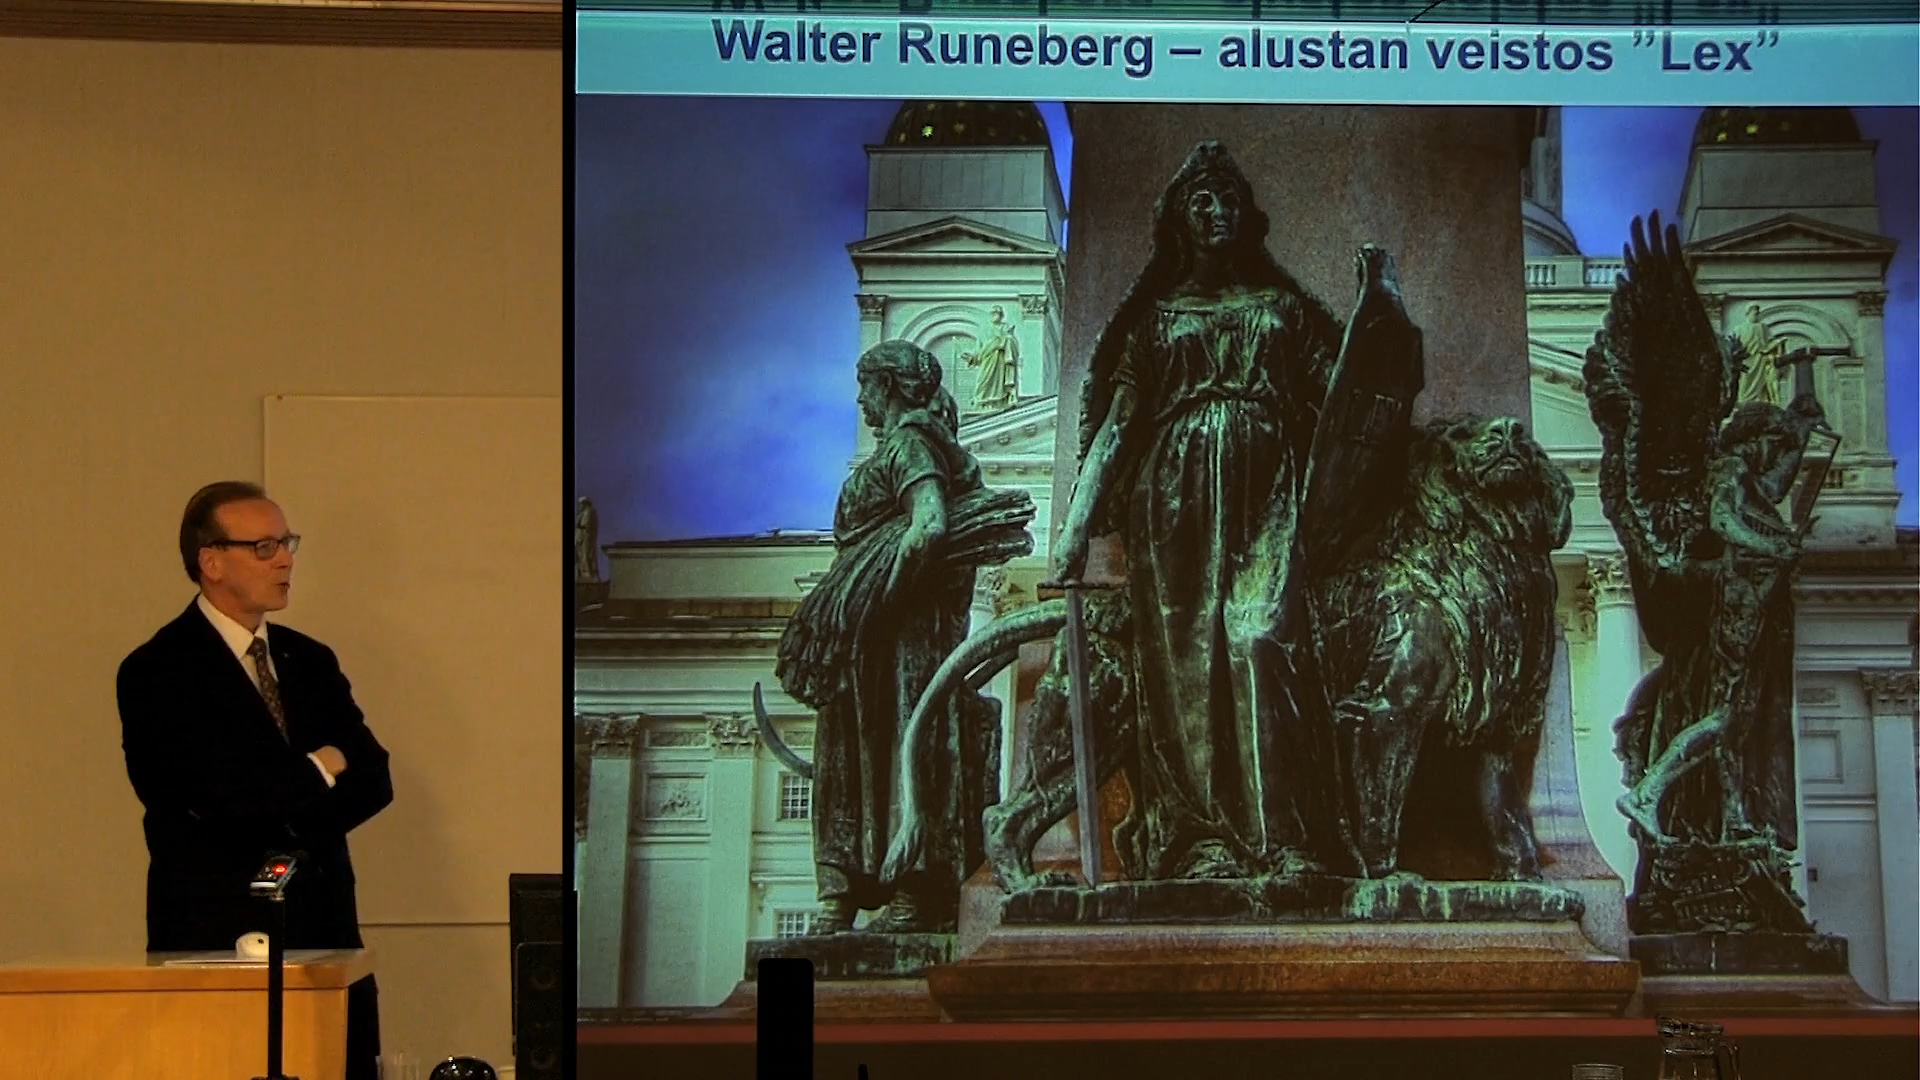 Walter Runeberg – alustan veistos ”Lex”